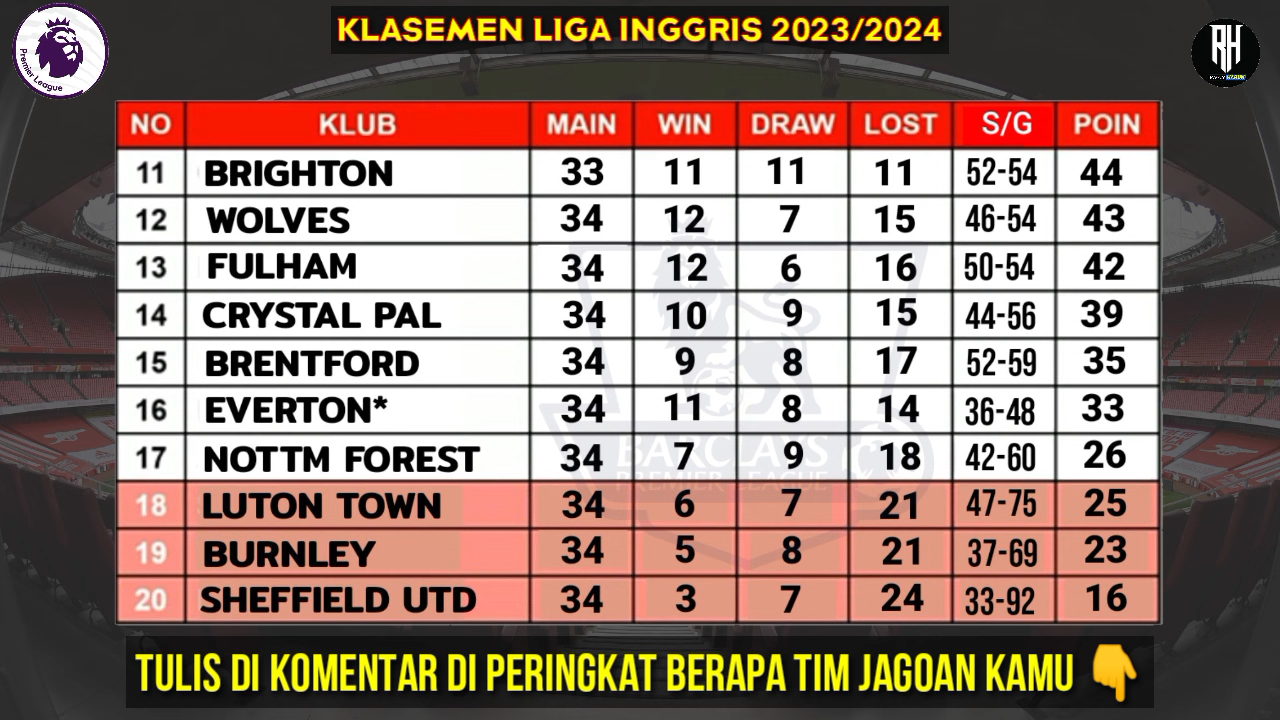 KLASEMEN LIGA INGGRIS 2023/2024
Premier League
RH
NO KLUB MAIN WIN DRAW LOST S/G POIN
11 BRIGHTON 33 11 11 11 52-54 44
12 WOLVES 34 12 7 15 46-54 43
13 FULHAM 34 12 6 16 50-54 42
14 CRYSTAL PAL 34 10 9 15 44-56 39
15 BRENTFORD 34 9 8 17 52-59 35
16 EVERTON* 34 11 8 14 36-48 33
17 NOTTM FOREST 34 7 9 18 42-60 26
18 LUTON TOWN 34 6 7 21 47-75 25
19 BURNLEY 34 5 8 21 37-69 23
20 SHEFFIELD UTD 34 3 7 24 33-92 16
BARCLAYS
PREMIER LEAGUE
TULIS DI KOMENTAR DI PERINGKAT BERAPA TIM JAGOAN KAMU